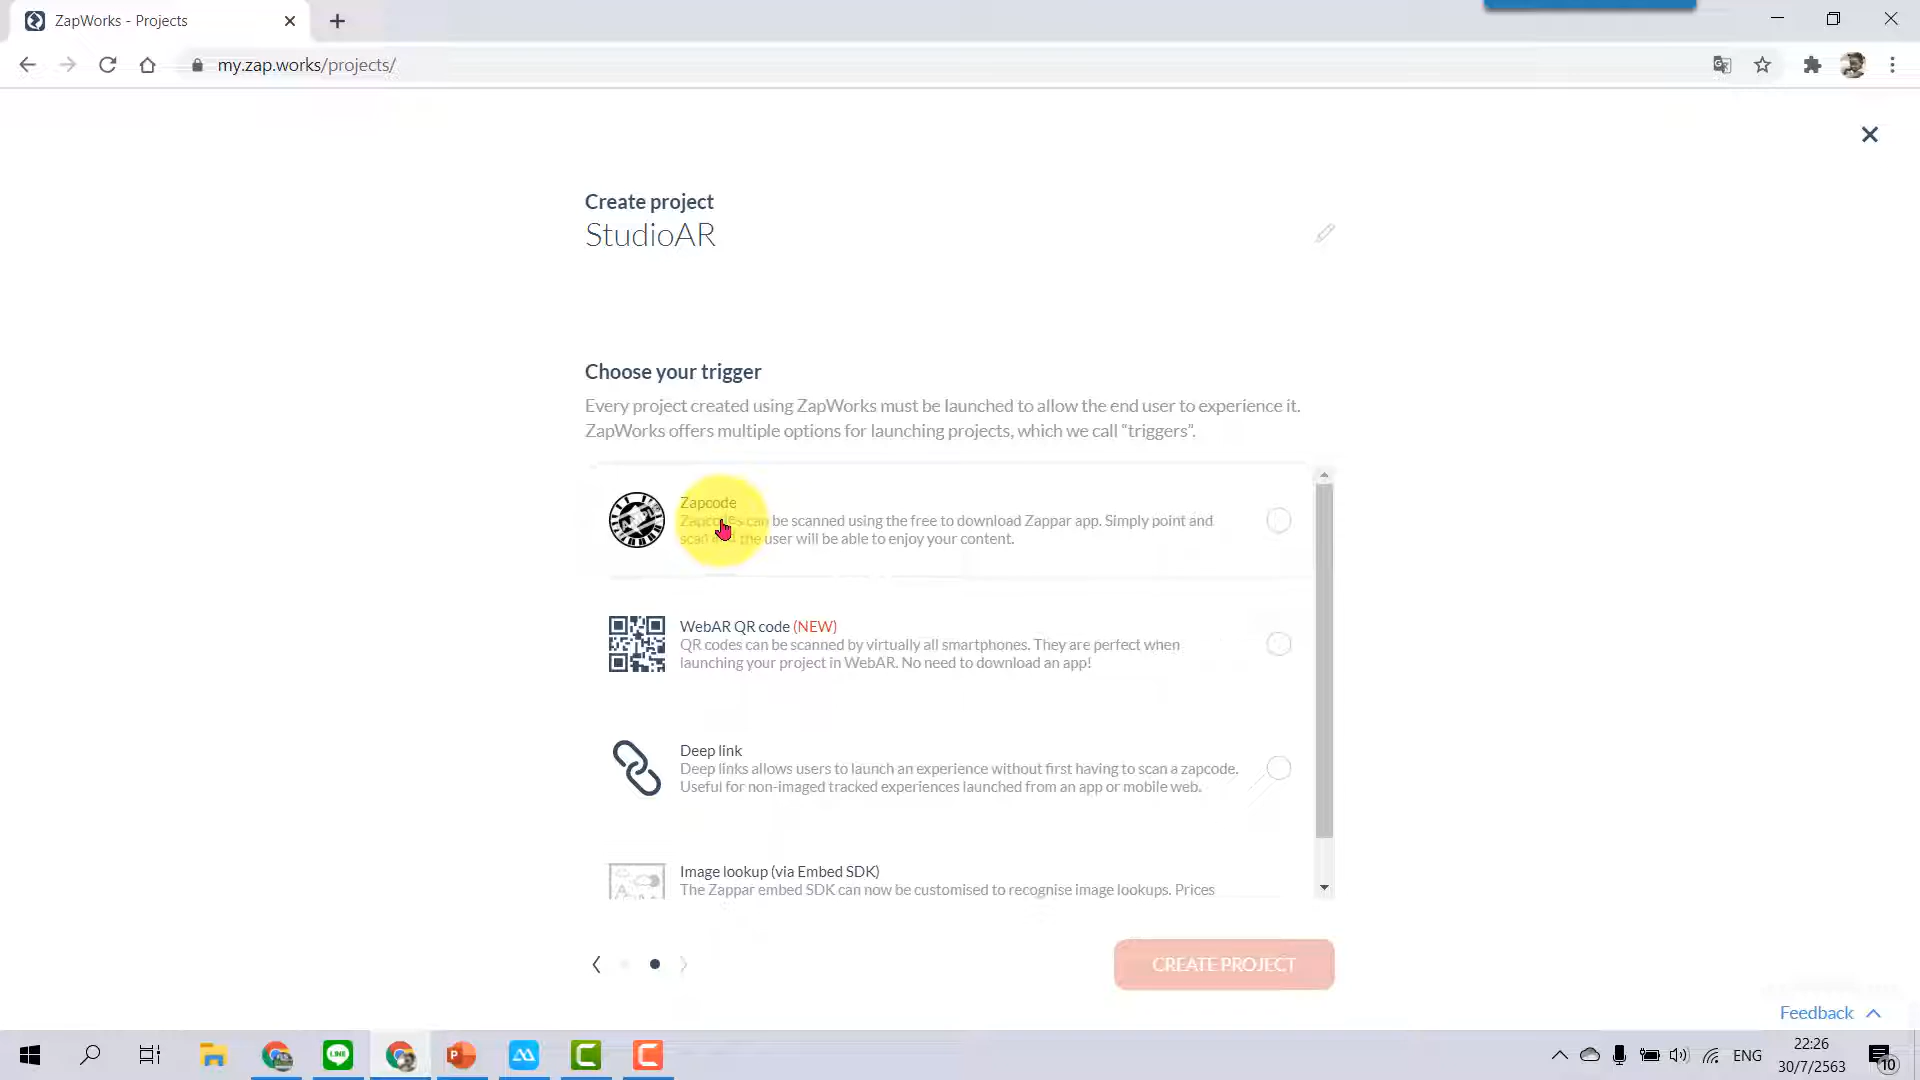 ZapWorks - Projects
my.zap.works/projects/
Create project
StudioAR
Choose your trigger
Every project created using ZapWorks must be launched to allow the end user to experience it.
ZapWorks offers multiple options for launching projects, which we call “triggers”.
Zapcode
Zapcodes can be scanned using the free to download Zappar app. Simply point and
scan and the user will be able to enjoy your content.
WebAR QR code (NEW)
QR codes can be scanned by virtually all smartphones. They are perfect when
launching your project in WebAR. No need to download an app!
Deep link
Deep links allows users to launch an experience without first having to scan a zapcode.
Useful for non-imaged tracked experiences launched from an app or mobile web.
Image lookup (via Embed SDK)
The Zappar embed SDK can now be customised to recognise image lookups. Prices
CREATE PROJECT
Feedback
LINE
ENG
22:26
30/7/2563
10